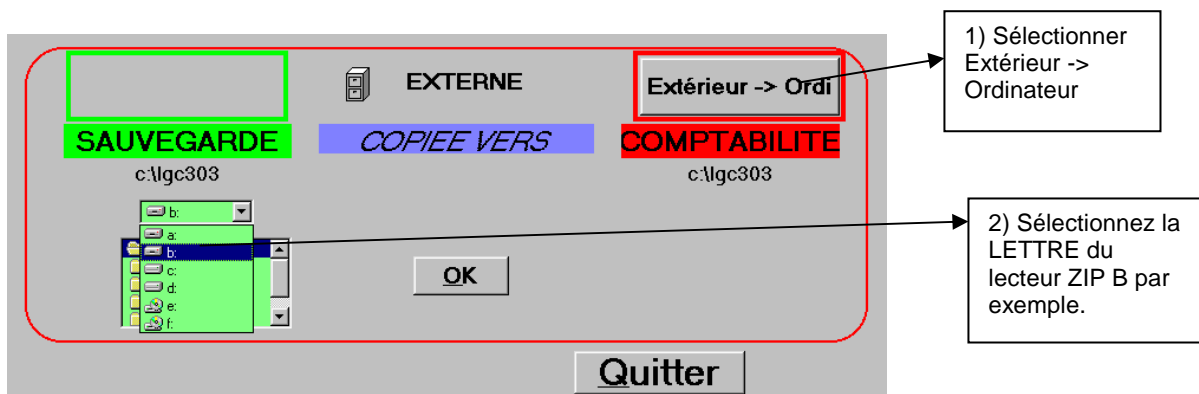 EXTERNE
Extérieur -> Ordi
SAUVEGARDE
COPIEE VERS
COMPTABILITE
c:\lgc303
c:\lgc303
b:
a:
b:
c:
d:
e:
f:
OK
Quitter
1) Sélectionner
Extérieur ->
Ordinateur
2) Sélectionnez la
LETTRE du
lecteur ZIP B par
exemple.